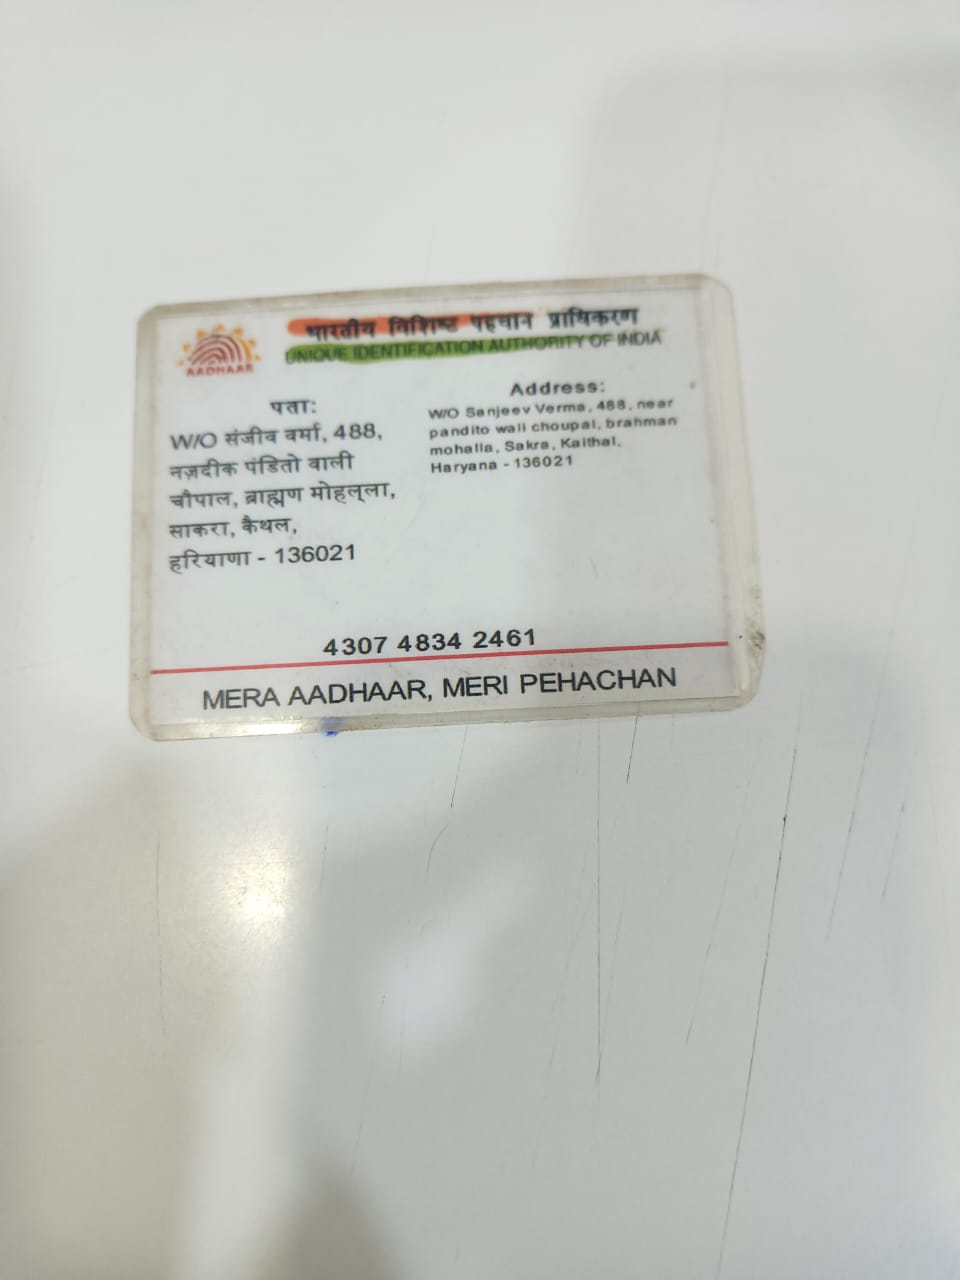 भारतीय विशिष्ट पहचान प्राधिकरण
UNIQUE IDENTIFICATION AUTHORITY OF INDIA
AADHAAR
पता:
W/O संजीव वर्मा, 488,
नज़दीक पंडितो वाली
चौपाल, ब्राह्मण मोहल्ला,
साकरा, कैथल,
हरियाणा - 136021
Address:
W/O Sanjeev Verma, 488, near
pandito wali choupal, brahman
mohalla, Sakra, Kaithal,
Haryana - 136021
4307 4834 2461
MERA AADHAAR, MERI PEHACHAN